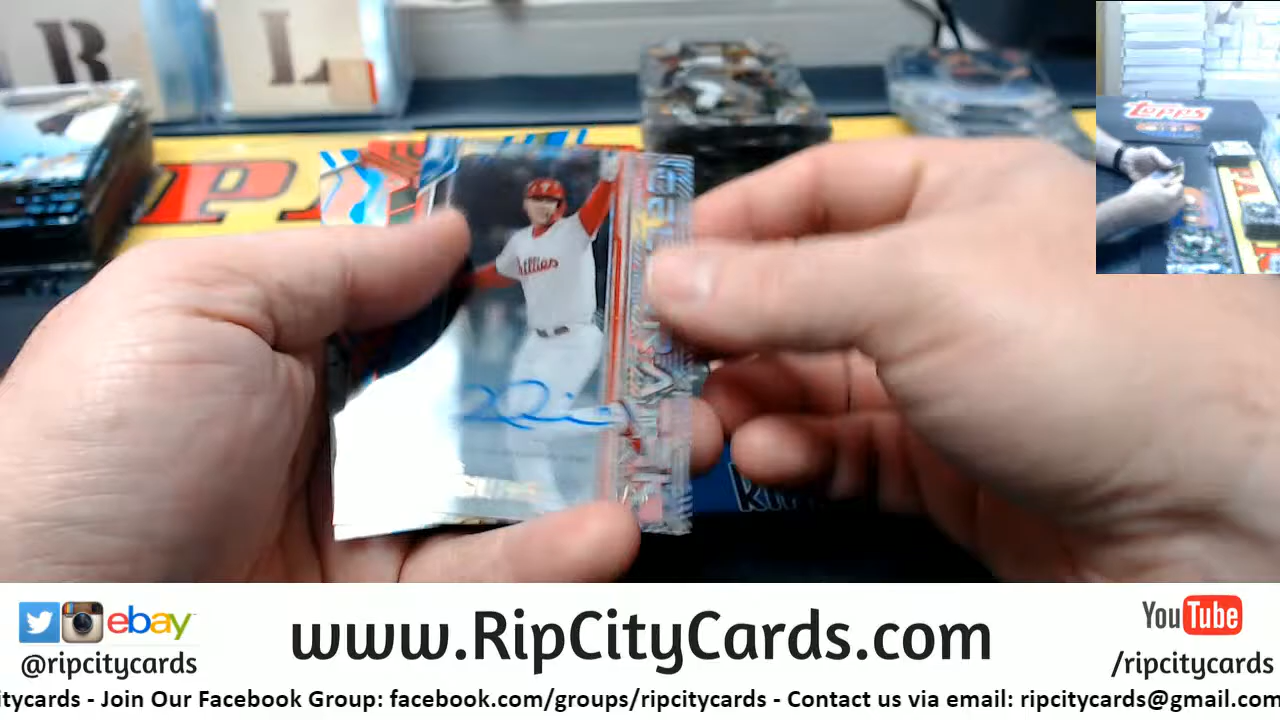 R
L
topps
PA
Phillies
ebay
@ripcitycards
www.RipCityCards.com
YouTube
/ripcitycards
itycards - Join Our Facebook Group: facebook.com/groups/ripcitycards - Contact us via email: ripcitycards@gmail.com